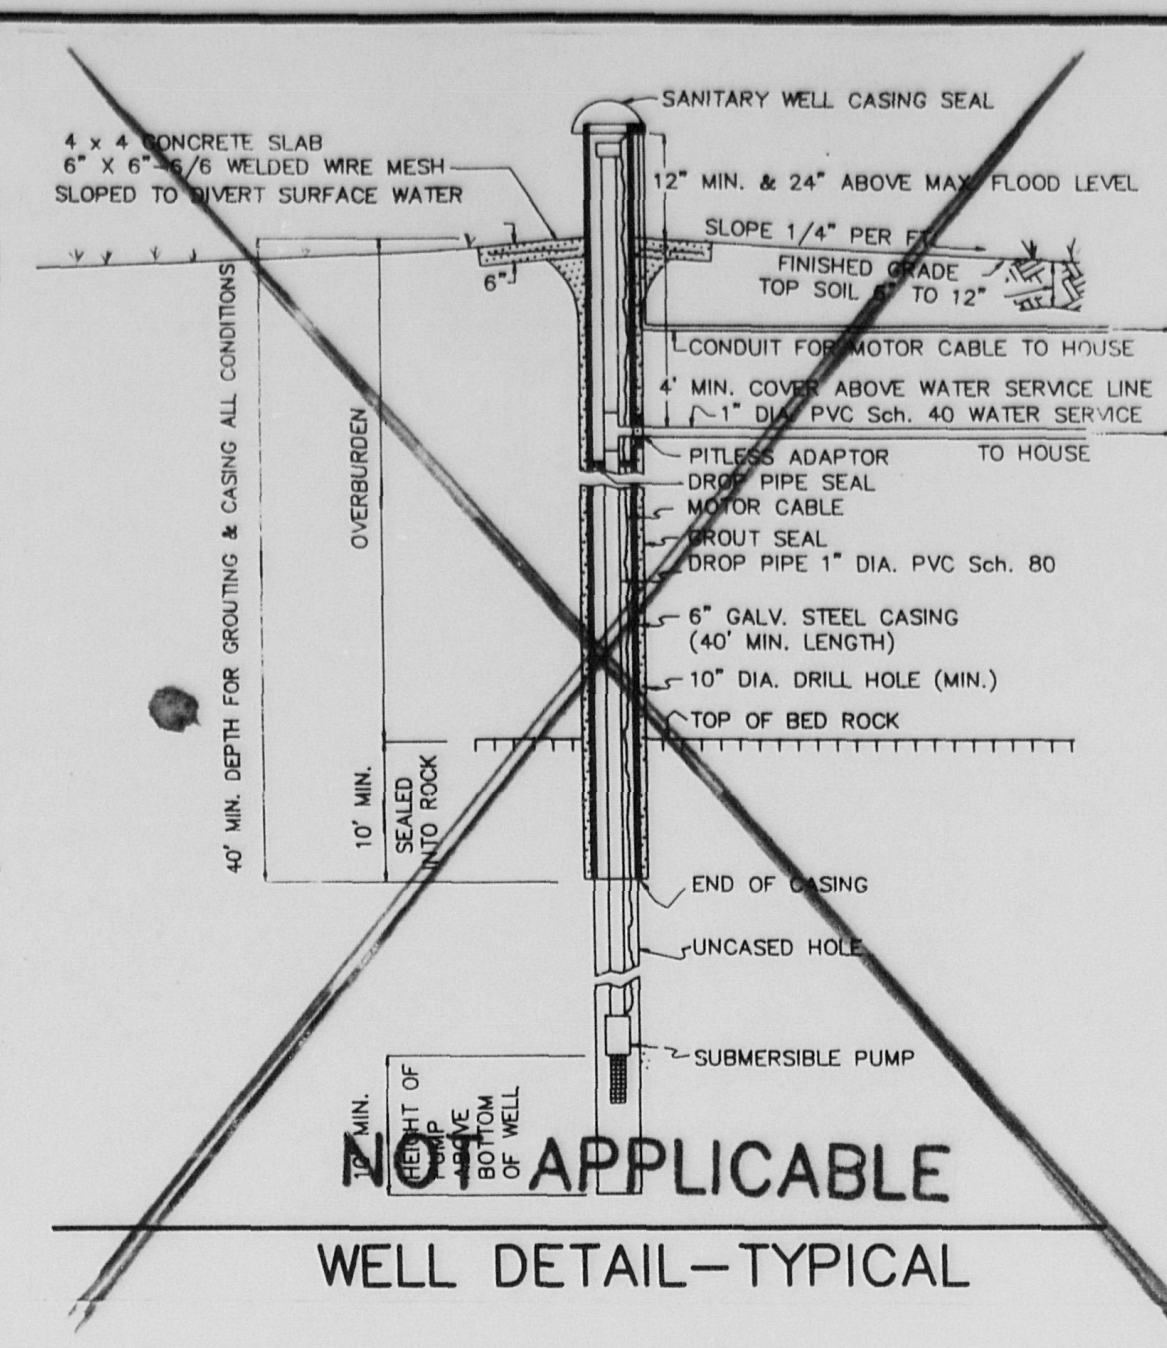 SANITARY WELL CASING SEAL
4 x 4 CONCRETE SLAB
6" X 6"-6/6 WELDED WIRE MESH
SLOPED TO DIVERT SURFACE WATER
12" MIN. & 24" ABOVE MAX. FLOOD LEVEL
SLOPE 1/4" PER FT.
6"
FINISHED GRADE
TOP SOIL 6" TO 12"
CONDUIT FOR MOTOR CABLE TO HOUSE
4' MIN. COVER ABOVE WATER SERVICE LINE
1" DIA. PVC Sch. 40 WATER SERVICE
TO HOUSE
PITLESS ADAPTOR
DROP PIPE SEAL
MOTOR CABLE
GROUT SEAL
DROP PIPE 1" DIA. PVC Sch. 80
6" GALV. STEEL CASING
(40' MIN. LENGTH)
10" DIA. DRILL HOLE (MIN.)
TOP OF BED ROCK
40' MIN. DEPTH FOR GROUTING & CASING ALL CONDITIONS
OVERBURDEN
10' MIN.
SEALED
INTO ROCK
END OF CASING
UNCASED HOLE
SUBMERSIBLE PUMP
10' MIN.
HEIGHT OF
PUMP
ABOVE
BOTTOM
OF WELL
NOT APPLICABLE
WELL DETAIL-TYPICAL